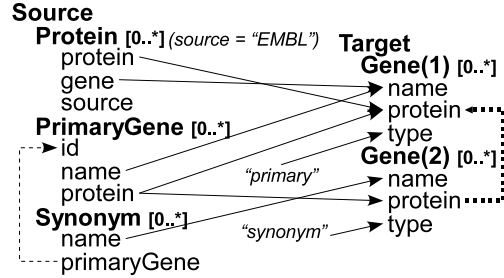 Source
Protein [0..*] (source = “EMBL”)
protein
gene
source
PrimaryGene [0..*]
id
name
protein
Synonym [0..*]
name
primaryGene
“primary”
“synonym”
Target
Gene(1) [0..*]
name
protein
type
Gene(2) [0..*]
name
protein
type